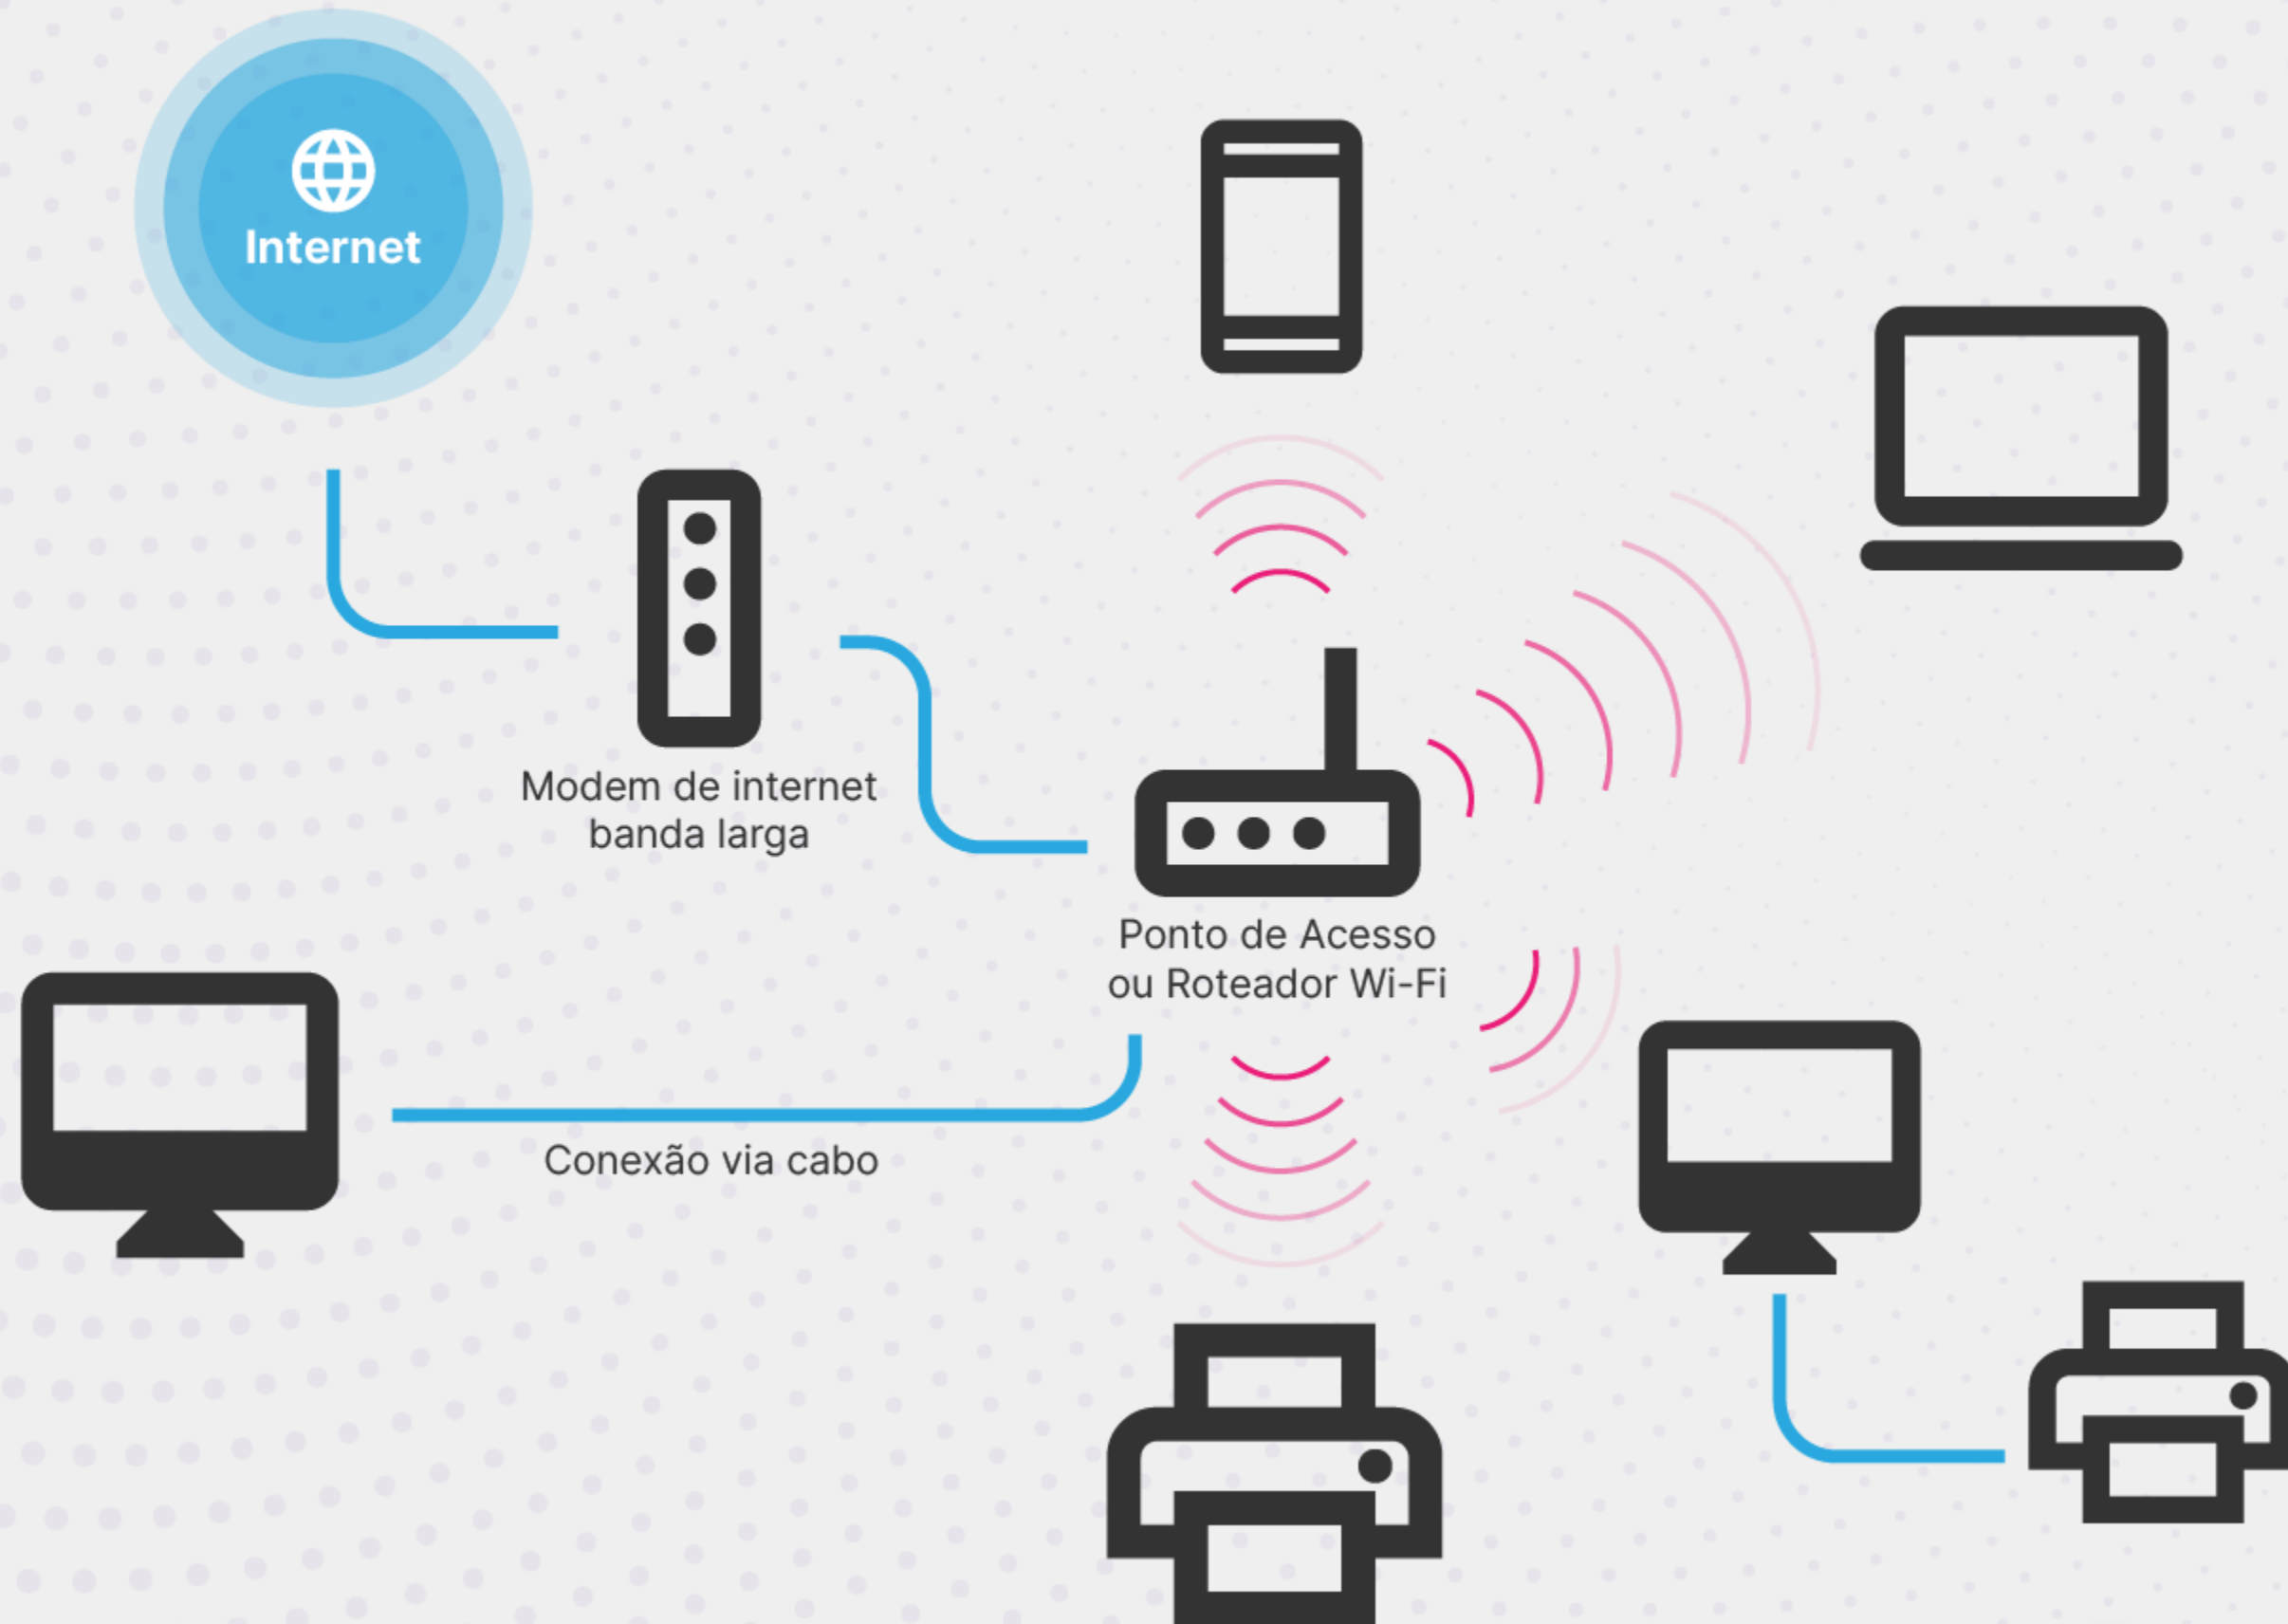 Internet
Modem de internet
banda larga
Ponto de Acesso
ou Roteador Wi-Fi
Conexão via cabo